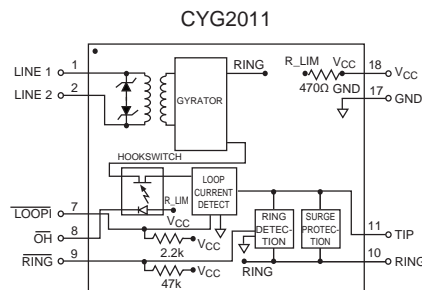 CYG2011
LINE 1
1
LINE 2
2
GYRATOR
RING
R_LIM
VCC
470Ω
GND
18
VCC
17
GND
HOOKSWITCH
R_LIM
LOOP
CURRENT
DETECT
VCC
RING
DETEC-
TION
SURGE
PROTEC-
TION
LOOPI
7
OH
8
RING
9
2.2k
VCC
47k
VCC
RING
11
TIP
10
RING